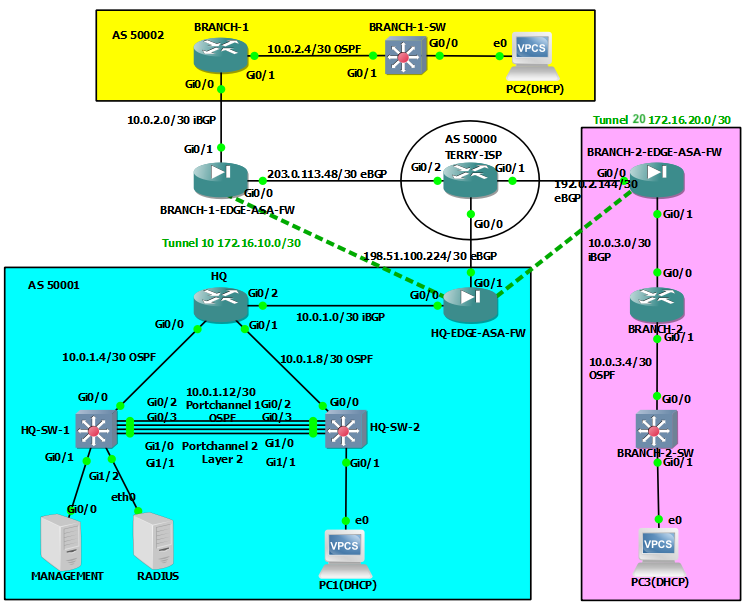 AS 50002
BRANCH-1
BRANCH-1-SW
10.0.2.4/30 OSPF
Gi0/0
e0
Gi0/1
Gi0/1
Gi0/0
VPCS
PC2(DHCP)
10.0.2.0/30 iBGP
Gi0/1
Gi0/0
BRANCH-1-EDGE-ASA-FW
203.0.113.48/30 eBGP
AS 50000
TERRY-ISP
Gi0/2
Gi0/1
Gi0/0
Tunnel 20 172.16.20.0/30
BRANCH-2-EDGE-ASA-FW
Gi0/0
192.0.2.144/30
eBGP
Gi0/1
Tunnel 10 172.16.10.0/30
198.51.100.224/30 eBGP
10.0.3.0/30
iBGP
Gi0/0
BRANCH-2
Gi0/1
10.0.3.4/30
OSPF
Gi0/0
BRANCH-2-SW
Gi0/1
e0
VPCS
PC3(DHCP)
AS 50001
HQ
Gi0/2
Gi0/0
Gi0/1
10.0.1.0/30 iBGP
Gi0/0
Gi0/1
HQ-EDGE-ASA-FW
10.0.1.4/30 OSPF
10.0.1.8/30 OSPF
Gi0/0
Gi0/2
Gi0/3
10.0.1.12/30
Portchannel 1
OSPF
Gi0/2
Gi0/3
Gi0/0
HQ-SW-1
HQ-SW-2
Gi1/0
Gi1/1
Portchannel 2
Layer 2
Gi1/0
Gi1/1
Gi0/1
Gi1/2
Gi0/1
Gi0/0
eth0
e0
VPCS
MANAGEMENT
RADIUS
PC1(DHCP)